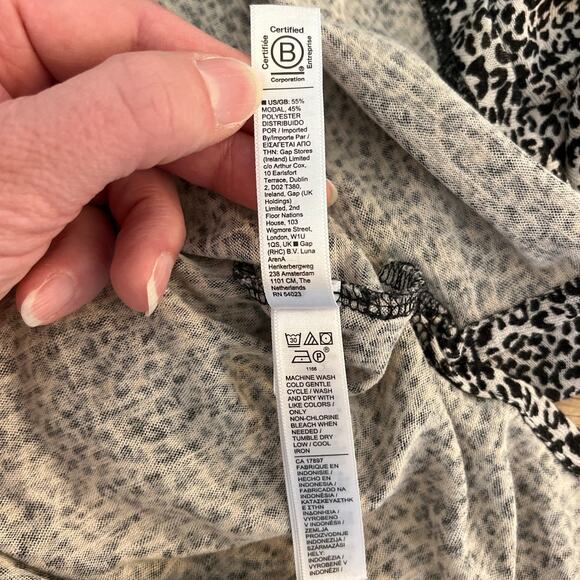 Certified
Certifiée
B
®
Entreprise
Corporation
■ US/GB: 55%
MODAL, 45%
POLYESTER
DISTRIBUIDO
POR / Imported
By/Importe Par /
ΕΙΣΑΓΕΤΑΙ ΑΠΟ
ΤΗΝ: Gap Stores
(Ireland) Limited
c/o Arthur Cox,
10 Earlsfort
Terrace, Dublin
2, D02 T380,
Ireland, Gap (UK
Holdings)
Limited, 2nd
Floor Nations
House, 103
Wigmore Street,
London, W1U
1QS, UK ■ Gap
(RHC) B.V. Luna
ArenA
Herikerbergweg
238 Amsterdam
1101 CM, The
Netherlands
RN 54023
30
P
1166
MACHINE WASH
COLD GENTLE
CYCLE / WASH
AND DRY WITH
LIKE COLORS /
ONLY
NON-CHLORINE
BLEACH WHEN
NEEDED /
TUMBLE DRY
LOW / COOL
IRON
CA 17897
FABRIQUE EN
INDONISIE /
HECHO EN
INDONESIA /
FABRICADO NA
INDONÉSIA /
ΚΑΤΑΣΚΕΥΑΣΤΗΚ
Ε ΣΤΗΝ
ΙΝΔΟΝΗΣΙΑ /
VYROBENO
V INDONÉSII /
ZEMLJA
PROIZVODNJE
INDONEZIJA /
SZÁRMAZÁSI
HELY
INDONÉZIA /
VYROBENÉ